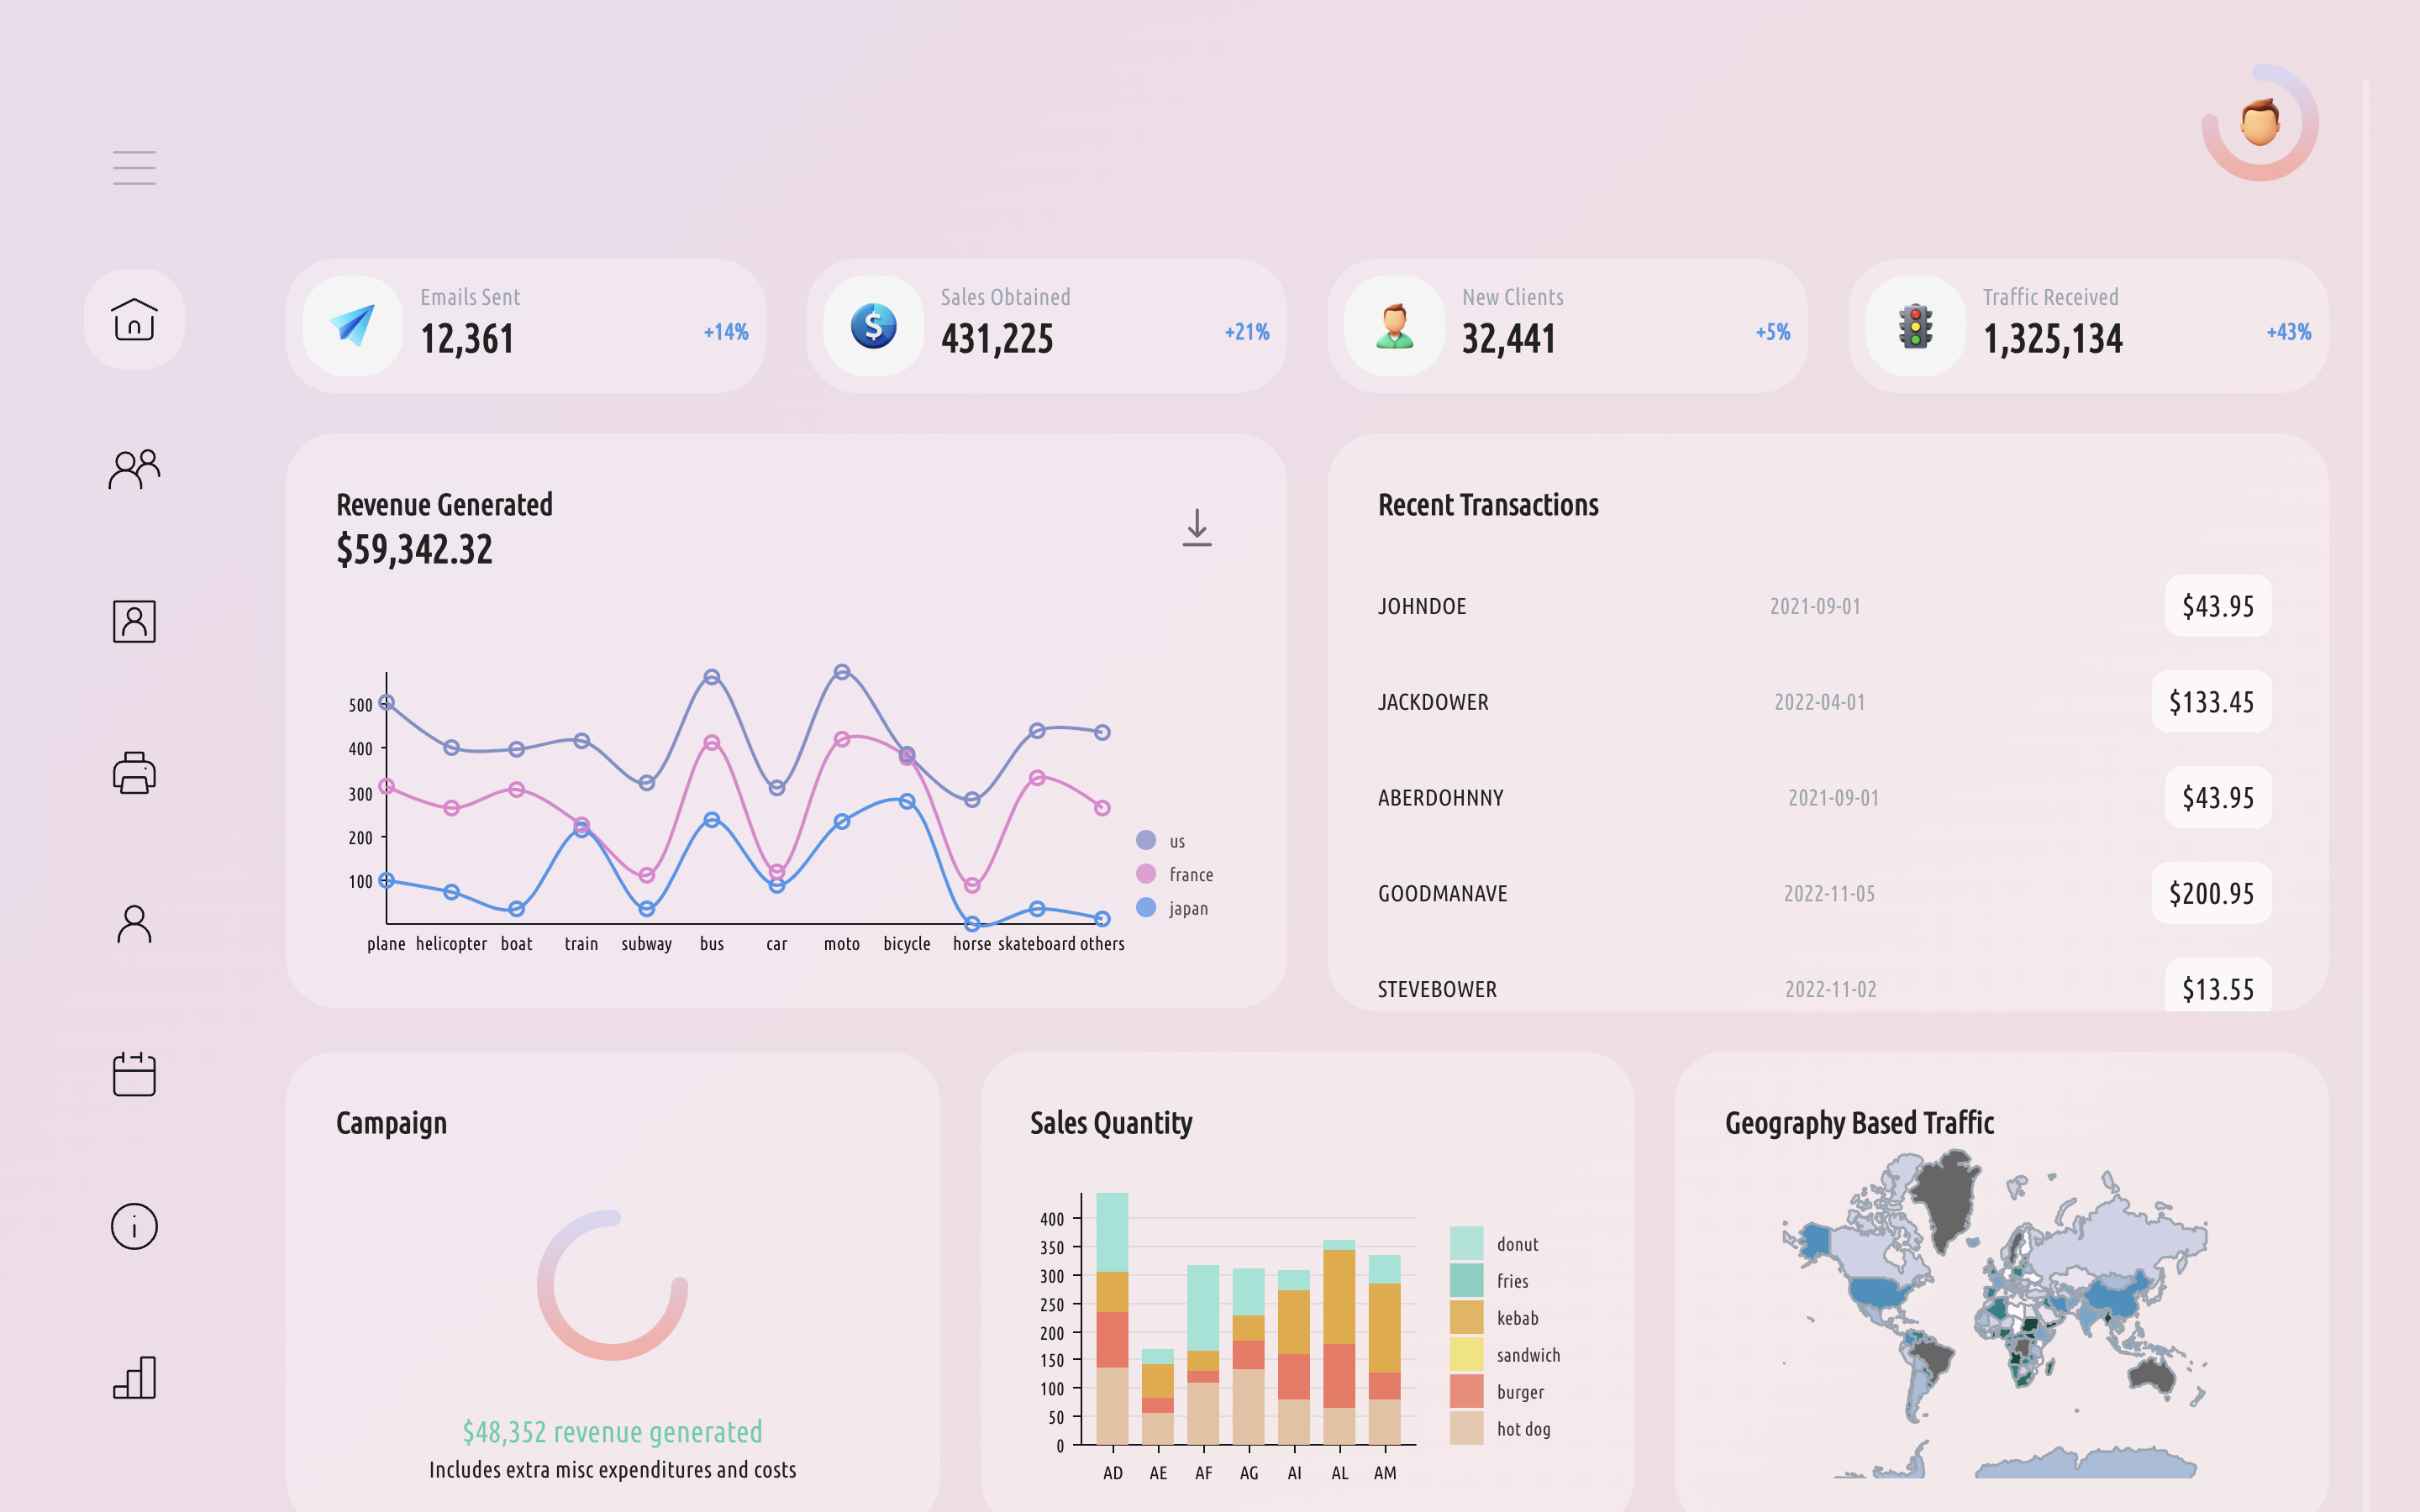 Emails Sent
12,361
+14%
Sales Obtained
431,225
+21%
New Clients
32,441
+5%
Traffic Received
1,325,134
+43%
Revenue Generated
$59,342.32
500
400
300
200
100
plane helicopter boat train subway bus car moto bicycle horse skateboard others
us
france
japan
Recent Transactions
JOHNDOE 2021-09-01 $43.95
JACKDOWER 2022-04-01 $133.45
ABERDOHNNY 2021-09-01 $43.95
GOODMANAVE 2022-11-05 $200.95
STEVEBOWER 2022-11-02 $13.55
Campaign
$48,352 revenue generated
Includes extra misc expenditures and costs
Sales Quantity
400
350
300
250
200
150
100
50
0
AD AE AF AG AI AL AM
donut
fries
kebab
sandwich
burger
hot dog
Geography Based Traffic